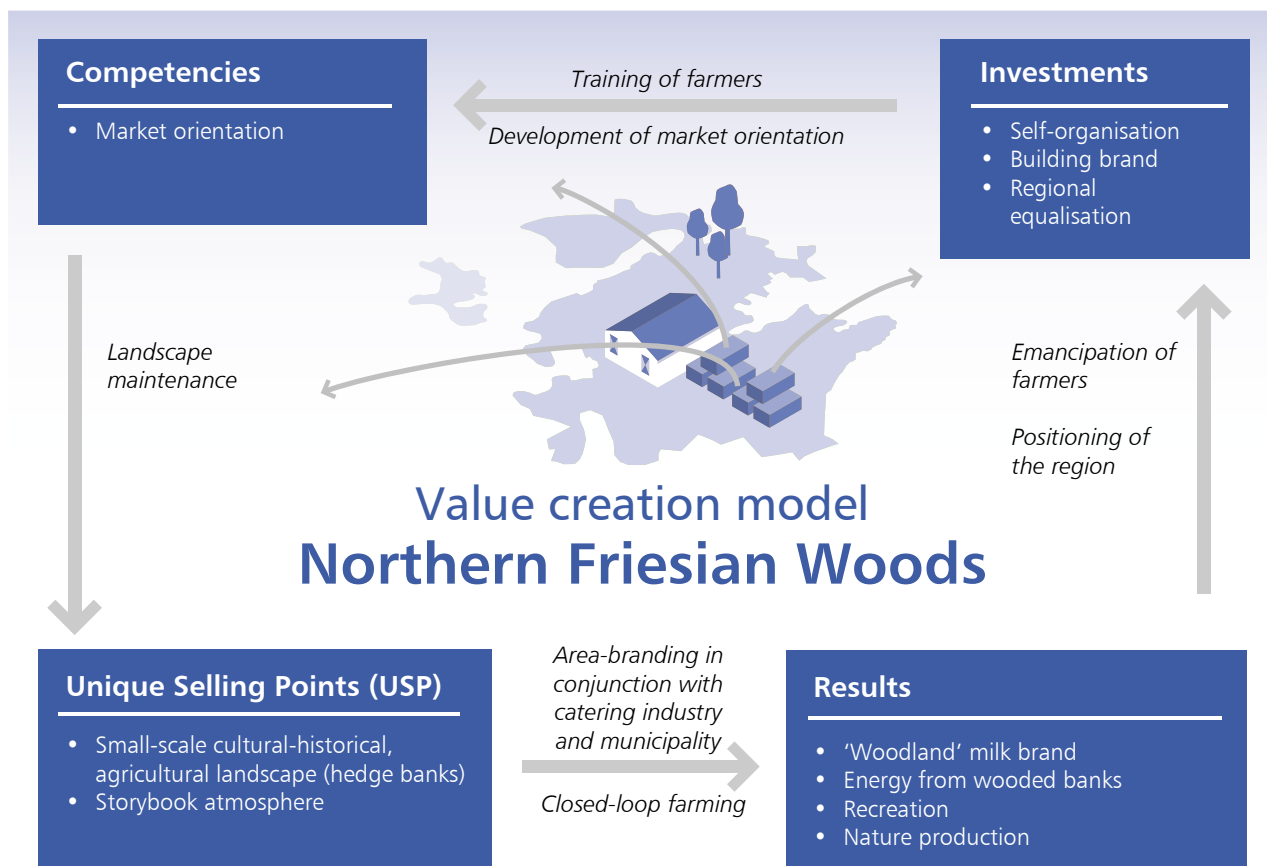 Competencies
• Market orientation
Training of farmers
Development of market orientation
Investments
• Self-organisation
• Building brand
• Regional
equalisation
Landscape
maintenance
Emancipation of
farmers
Positioning of
the region
Value creation model
Northern Friesian Woods
Unique Selling Points (USP)
• Small-scale cultural-historical,
agricultural landscape (hedge banks)
• Storybook atmosphere
Area-branding in
conjunction with
catering industry
and municipality
Closed-loop farming
Results
• ‘Woodland’ milk brand
• Energy from wooded banks
• Recreation
• Nature production